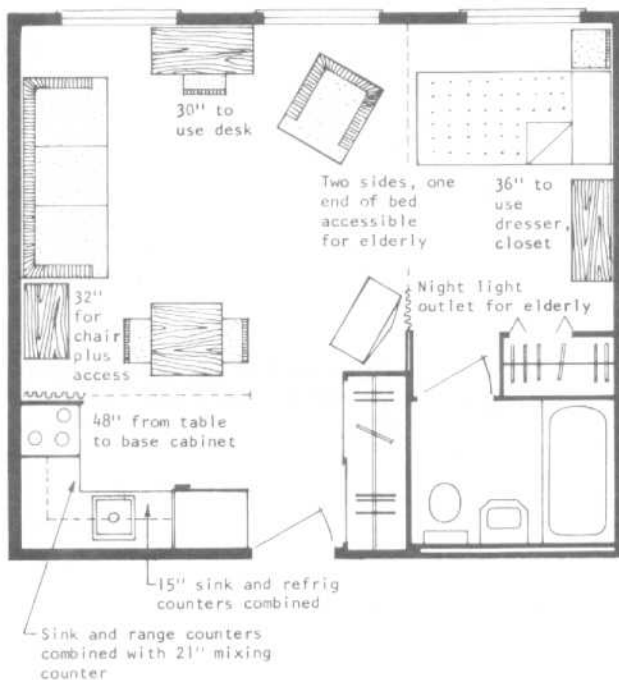 30" to
use desk
Two sides, one
end of bed
accessible
for elderly
36" to
use
dresser,
closet
32"
for
chair
plus
access
Night light
outlet for elderly
48" from table
to base cabinet
15" sink and refrig
counters combined
Sink and range counters
combined with 21" mixing
counter